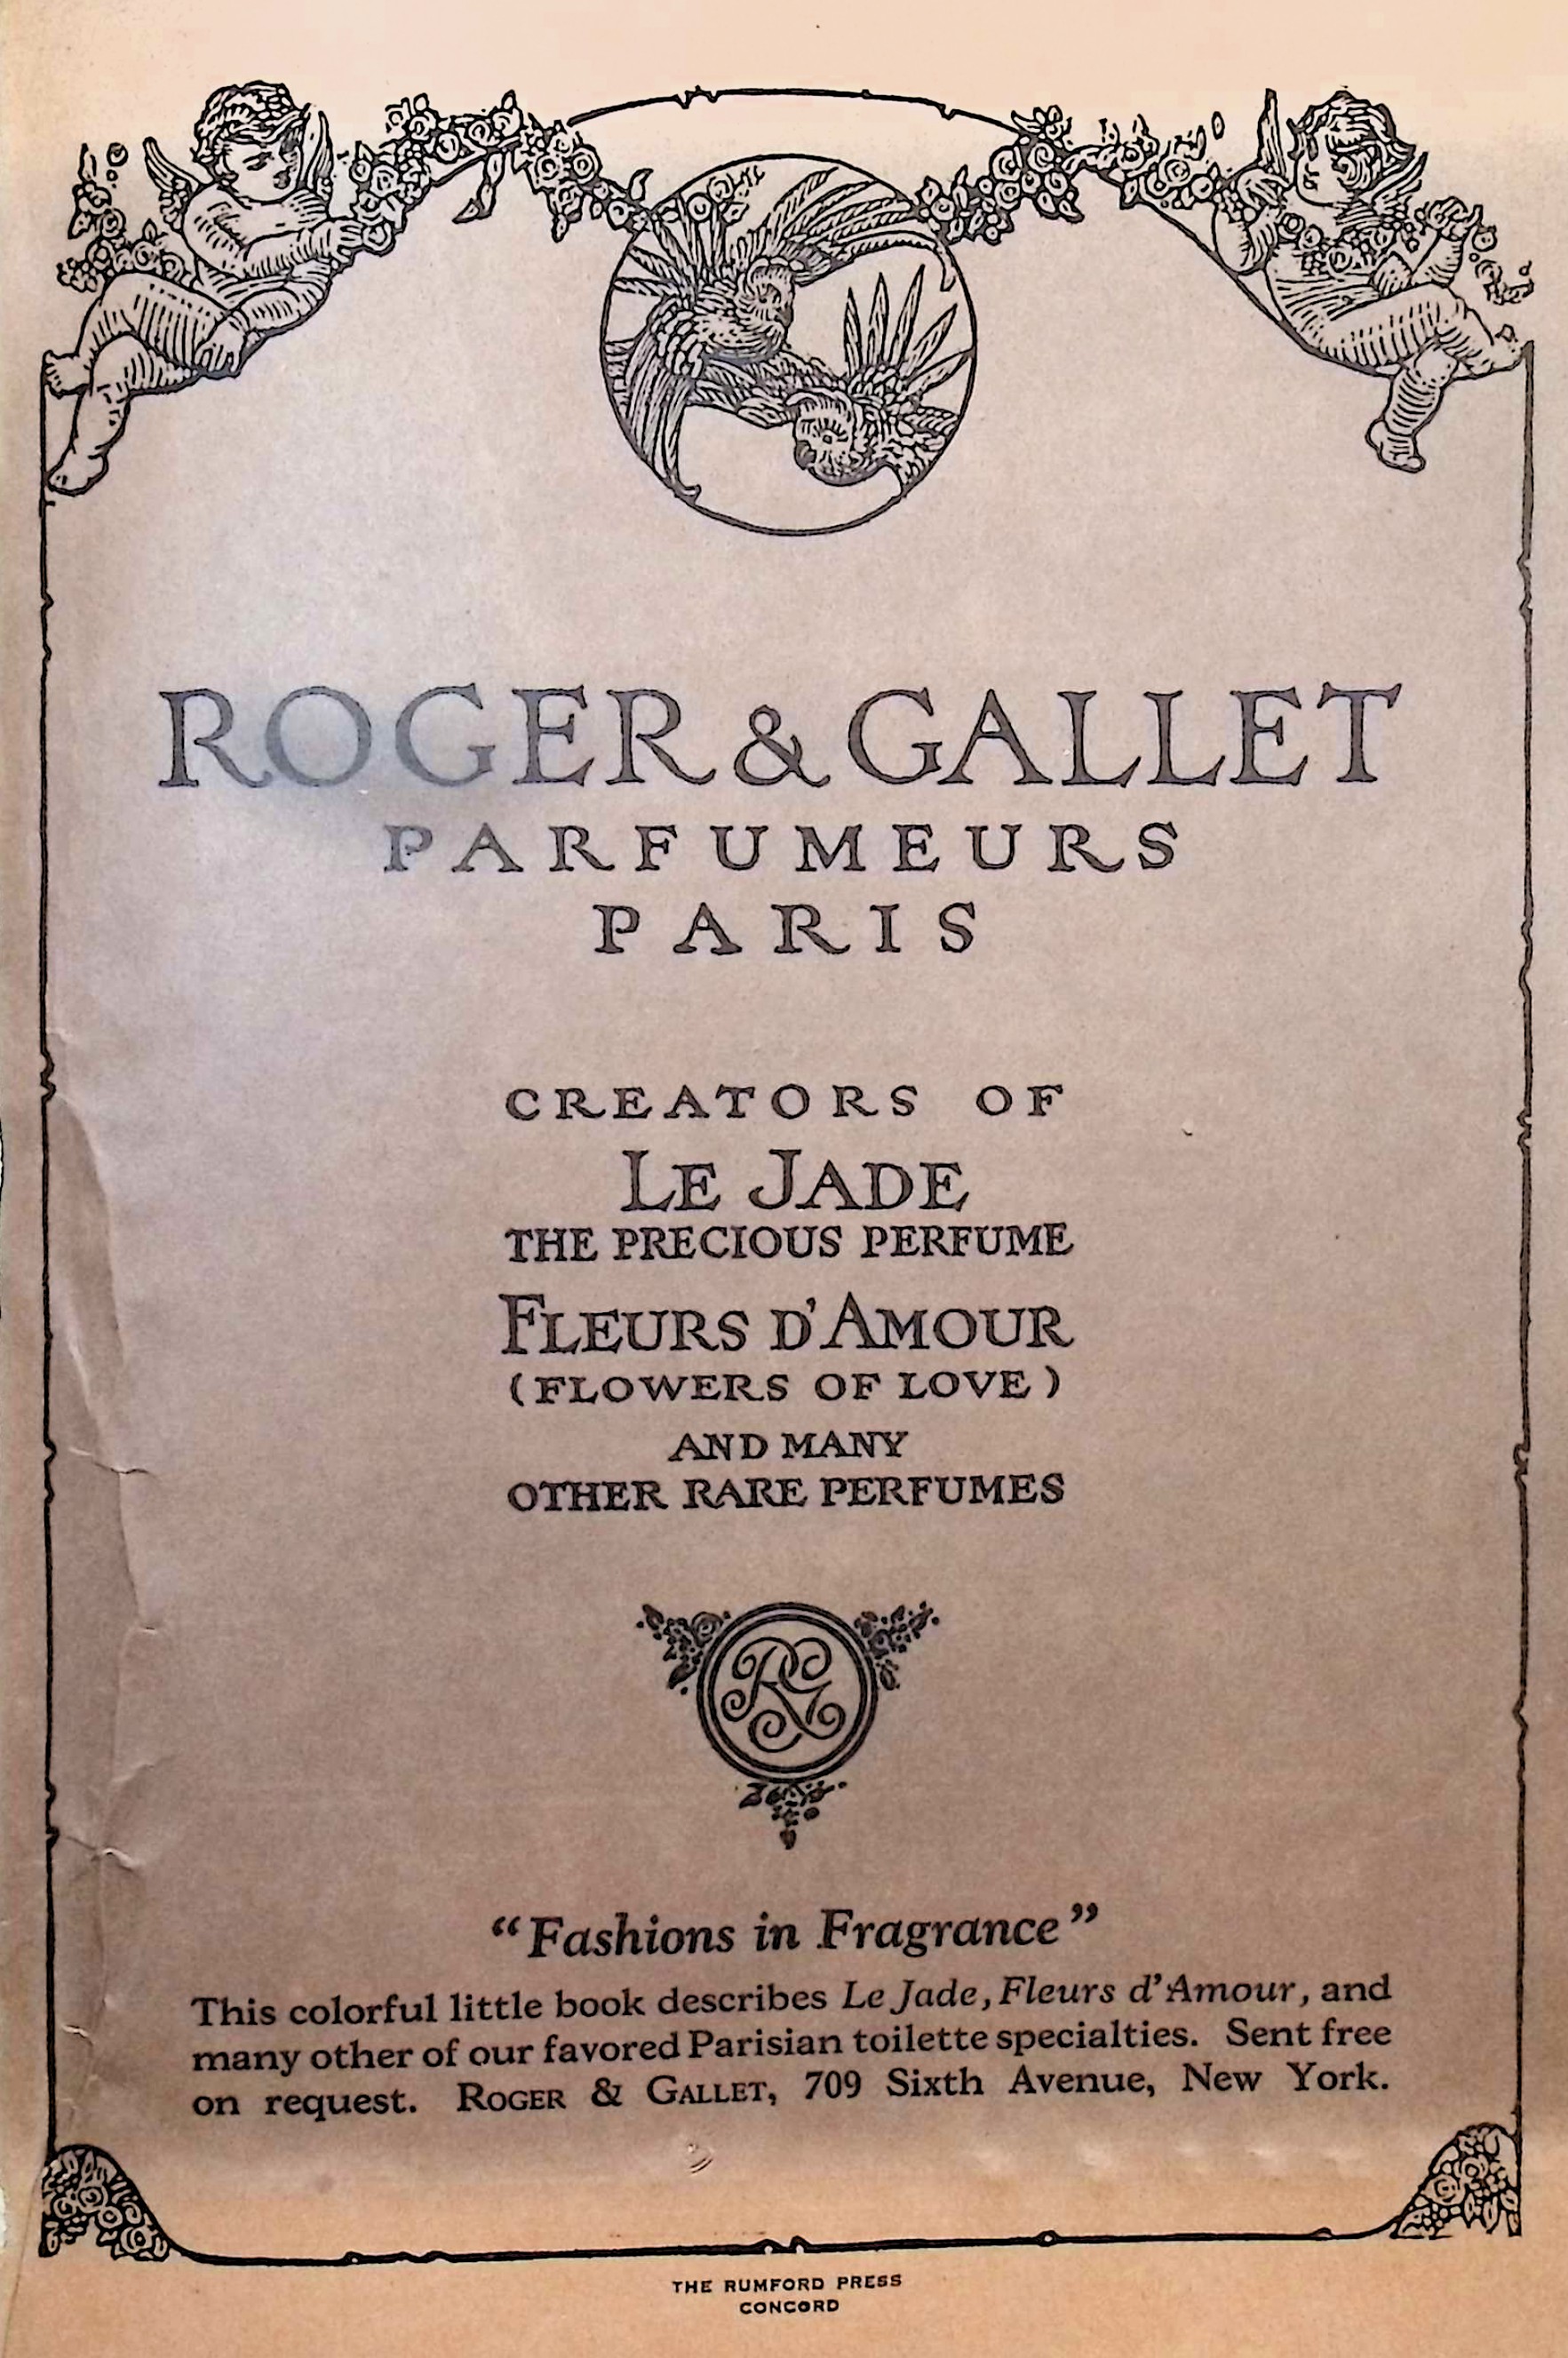 ROGER & GALLET
PARFUMEURS
PARIS
CREATORS OF
LE JADE
THE PRECIOUS PERFUME
FLEURS D'AMOUR
(FLOWERS OF LOVE)
AND MANY
OTHER RARE PERFUMES
RG
"Fashions in Fragrance"
This colorful little book describes Le Jade, Fleurs d'Amour, and
many other of our favored Parisian toilette specialties. Sent free
on request. ROGER & GALLET, 709 Sixth Avenue, New York.
THE RUMFORD PRESS
CONCORD